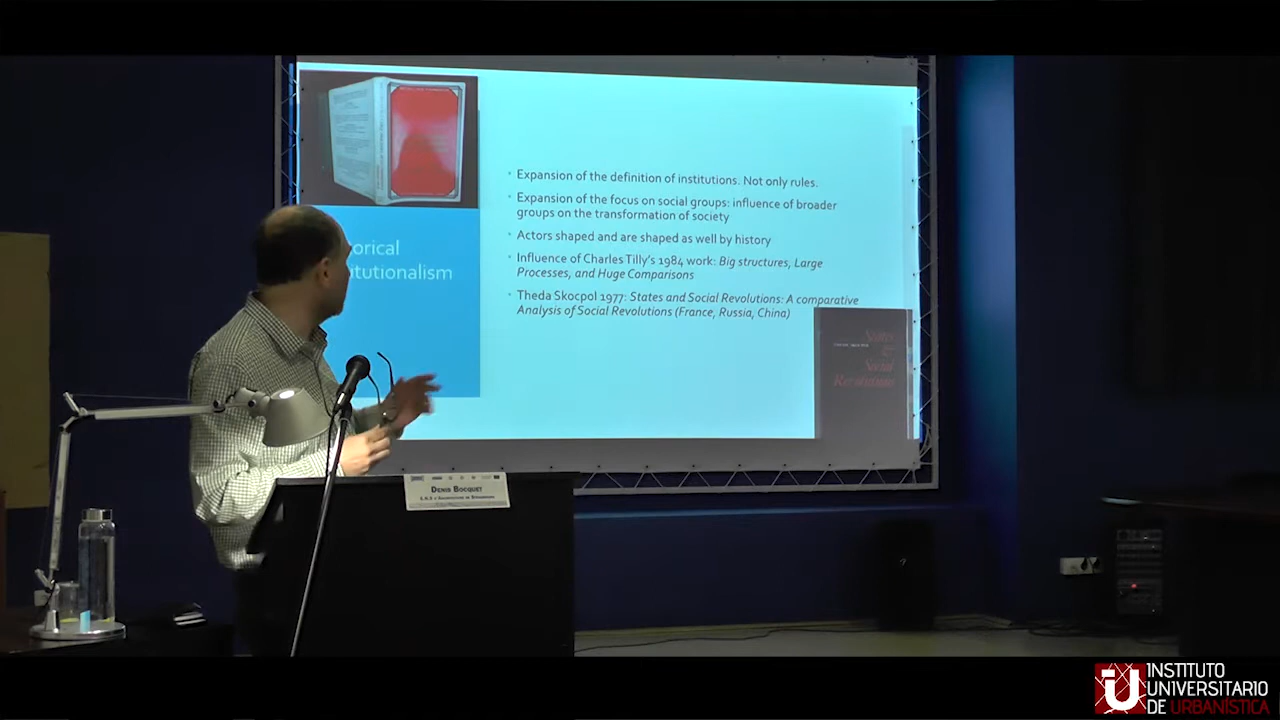 Expansion of the definition of institutions. Not only rules.
Expansion of the focus on social groups: influence of broader
groups on the transformation of society
Actors shaped and are shaped as well by history
Influence of Charles Tilly's 1984 work: Big structures, Large
Processes, and Huge Comparisons
Theda Skocpol 1977: States and Social Revolutions: A comparative
Analysis of Social Revolutions (France, Russia, China)
orical
itutionalism
States
&
Social
Revolutions
Denis Bocquet
INSTITUTO
UNIVERSITARIO
DE URBANÍSTICA